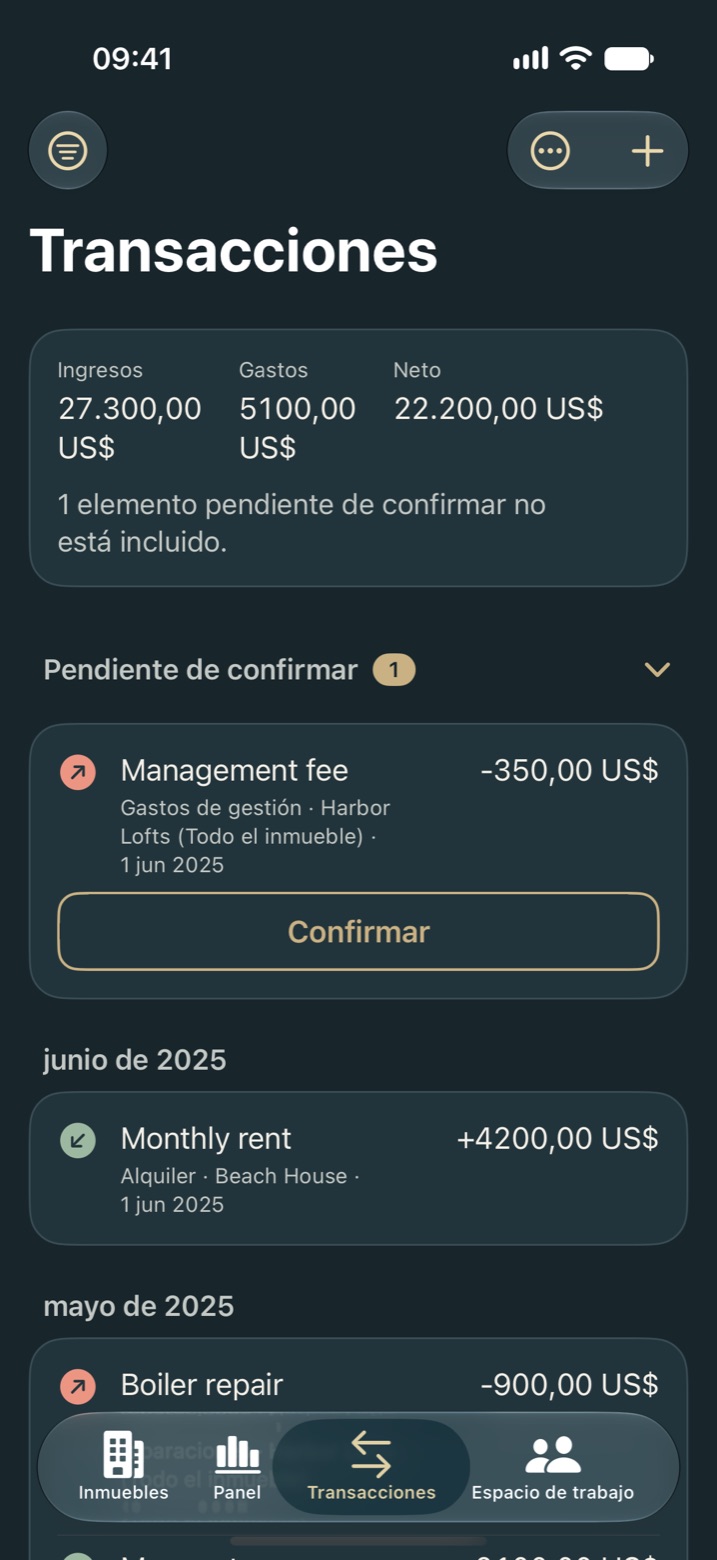 09:41
Transacciones
Ingresos Gastos Neto
27.300,00 5100,00 22.200,00 US$
US$ US$
1 elemento pendiente de confirmar no
está incluido.
Pendiente de confirmar 1
Management fee -350,00 US$
Gastos de gestión · Harbor
Lofts (Todo el inmueble) ·
1 jun 2025
Confirmar
junio de 2025
Monthly rent +4200,00 US$
Alquiler · Beach House ·
1 jun 2025
mayo de 2025
Boiler repair -900,00 US$
Inmuebles Panel Transacciones Espacio de trabajo